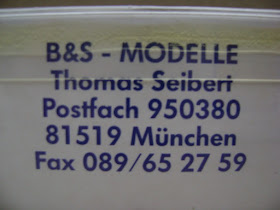 B&S - MODELLE
Thomas Seibert
Postfach 950380
81519 München
Fax 089/65 27 59